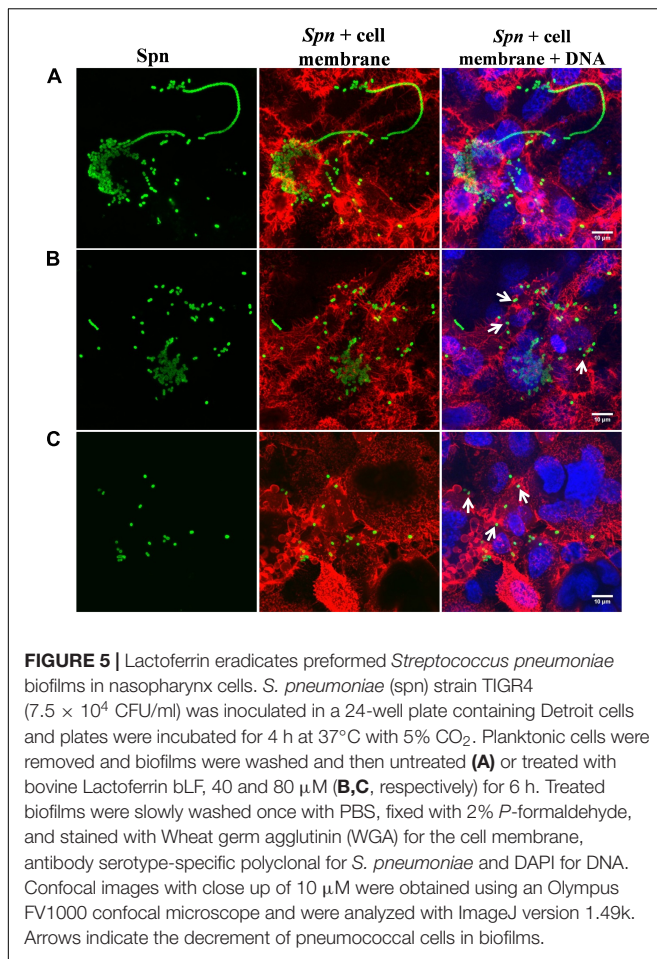 Spn
Spn + cell
membrane
Spn + cell
membrane + DNA
A
10 µm
B
10 µm
C
10 µm
FIGURE 5 | Lactoferrin eradicates preformed Streptococcus pneumoniae
biofilms in nasopharynx cells. S. pneumoniae (spn) strain TIGR4
(7.5 × 10⁴ CFU/ml) was inoculated in a 24-well plate containing Detroit cells
and plates were incubated for 4 h at 37°C with 5% CO₂. Planktonic cells were
removed and biofilms were washed and then untreated (A) or treated with
bovine Lactoferrin bLF, 40 and 80 µM (B,C, respectively) for 6 h. Treated
biofilms were slowly washed once with PBS, fixed with 2% P-formaldehyde,
and stained with Wheat germ agglutinin (WGA) for the cell membrane,
antibody serotype-specific polyclonal for S. pneumoniae and DAPI for DNA.
Confocal images with close up of 10 µM were obtained using an Olympus
FV1000 confocal microscope and were analyzed with ImageJ version 1.49k.
Arrows indicate the decrement of pneumococcal cells in biofilms.